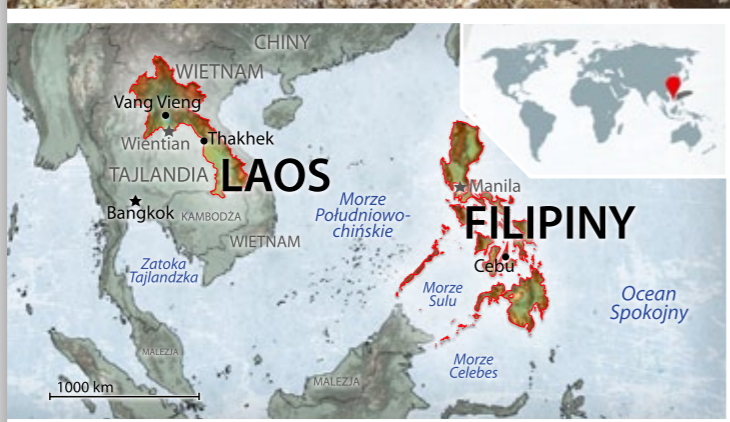 CHINY
WIETNAM
Vang Vieng
Wientian
Thakhek
TAJLANDIA
LAOS
Bangkok
KAMBODŻA
WIETNAM
Zatoka
Tajlandzka
Morze
Południowo-
chińskie
Manila
FILIPINY
Cebu
Morze
Sulu
Ocean
Spokojny
Morze
Celebes
MALEZJA
MALEZJA
1000 km